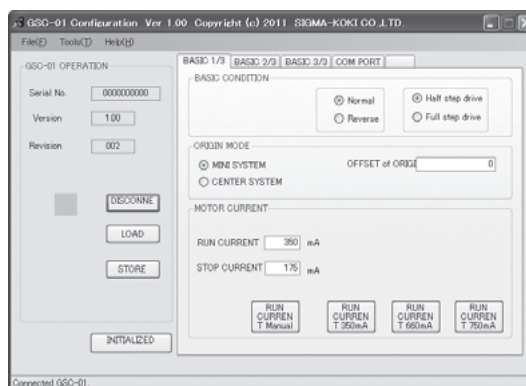 GSC-01 Configuration Ver 1.00 Copyright (c) 2011 SIGMA-KOKI CO.,LTD.
File(F) Tools(T) Help(H)
GSC-01 OPERATION
Serial No. 0000000000
Version 1.00
Revision 002
DISCONNE
LOAD
STORE
INITIALIZED
BASIC 1/3 BASIC 2/3 BASIC 3/3 COM PORT
BASIC CONDITION
Normal
Reverse
Half step drive
Full step drive
ORIGIN MODE
MINI SYSTEM
CENTER SYSTEM
OFFSET of ORIGI 0
MOTOR CURRENT
RUN CURRENT 350 mA
STOP CURRENT 175 mA
RUN
CURREN
T Manual
RUN
CURREN
T 350mA
RUN
CURREN
T 660mA
RUN
CURREN
T 750mA
Connected GSC-01.